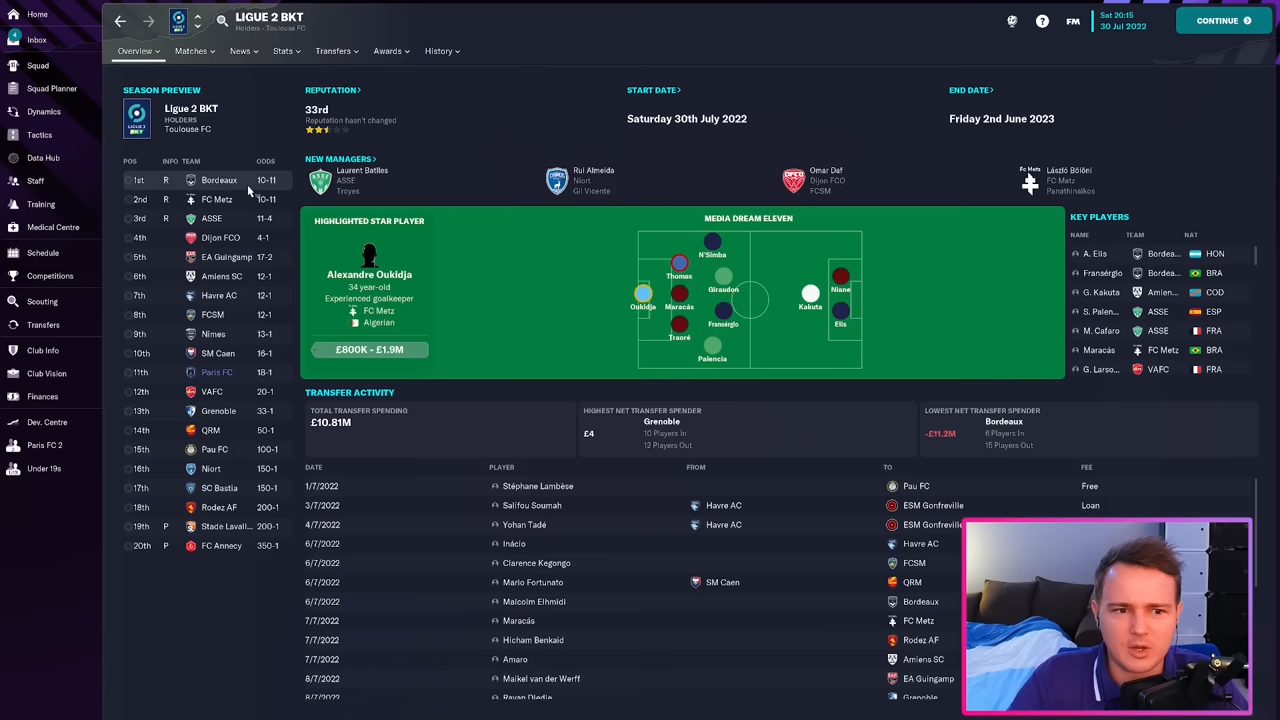 LIGUE 2 BKT
Holders - Toulouse FC
Sat 20:15
30 Jul 2022
CONTINUE
FM
Overview
Matches
News
Stats
Transfers
Awards
History
Home
4
Inbox
Squad
Squad Planner
Dynamics
Tactics
Data Hub
Staff
Training
Medical Centre
Schedule
Competitions
Scouting
Transfers
Club Info
Club Vision
Finances
Dev. Centre
Paris FC 2
Under 19s
SEASON PREVIEW
Ligue 2 BKT
HOLDERS
Toulouse FC
POS INFO TEAM ODDS
1st R Bordeaux 10-11
2nd R FC Metz 10-11
3rd R ASSE 11-4
4th Dijon FCO 4-1
5th EA Guingamp 17-2
6th Amiens SC 12-1
7th Havre AC 12-1
8th FCSM 12-1
9th Nîmes 13-1
10th SM Caen 16-1
11th Paris FC 18-1
12th VAFC 20-1
13th Grenoble 33-1
14th QRM 50-1
15th Pau FC 100-1
16th Niort 150-1
17th SC Bastia 150-1
18th Rodez AF 200-1
19th P Stade Lavall... 200-1
20th P FC Annecy 350-1
REPUTATION
33rd
Reputation hasn't changed
START DATE
Saturday 30th July 2022
END DATE
Friday 2nd June 2023
NEW MANAGERS
Laurent Batlles
ASSE
Troyes
Rui Almeida
Niort
Gil Vicente
Omar Daf
Dijon FCO
FCSM
László Bölöni
FC Metz
Panathinaikos
HIGHLIGHTED STAR PLAYER
Alexandre Oukidja
34 year-old
Experienced goalkeeper
FC Metz
Algerian
£800K - £1.9M
MEDIA DREAM ELEVEN
N'Simba
Thomas
Giraudon
Oukidja
Maracás
Kakuta
Niane
Fransérgio
Elis
Traoré
Palencia
KEY PLAYERS
NAME TEAM NAT
A. Elis Bordea... HON
Fransérgio Bordea... BRA
G. Kakuta Amien... COD
S. Palen... ASSE ESP
M. Cafaro ASSE FRA
Maracás FC Metz BRA
G. Larso... VAFC FRA
TRANSFER ACTIVITY
TOTAL TRANSFER SPENDING
£10.81M
HIGHEST NET TRANSFER SPENDER
£4
Grenoble
10 Players In
12 Players Out
LOWEST NET TRANSFER SPENDER
-£11.2M
Bordeaux
6 Players In
15 Players Out
DATE PLAYER FROM TO FEE
1/7/2022 Stéphane Lambèse Pau FC Free
3/7/2022 Salifou Soumah Havre AC ESM Gonfreville Loan
4/7/2022 Yohan Tadé Havre AC ESM Gonfreville
6/7/2022 Inácio Havre AC
6/7/2022 Clarence Kegongo FCSM
6/7/2022 Mario Fortunato SM Caen QRM
6/7/2022 Malcolm Elhmidi Bordeaux
7/7/2022 Maracás FC Metz
7/7/2022 Hicham Benkaid Rodez AF
7/7/2022 Amaro Amiens SC
8/7/2022 Maikel van der Werff EA Guingamp
8/7/2022 Rayan Djedje Grenoble